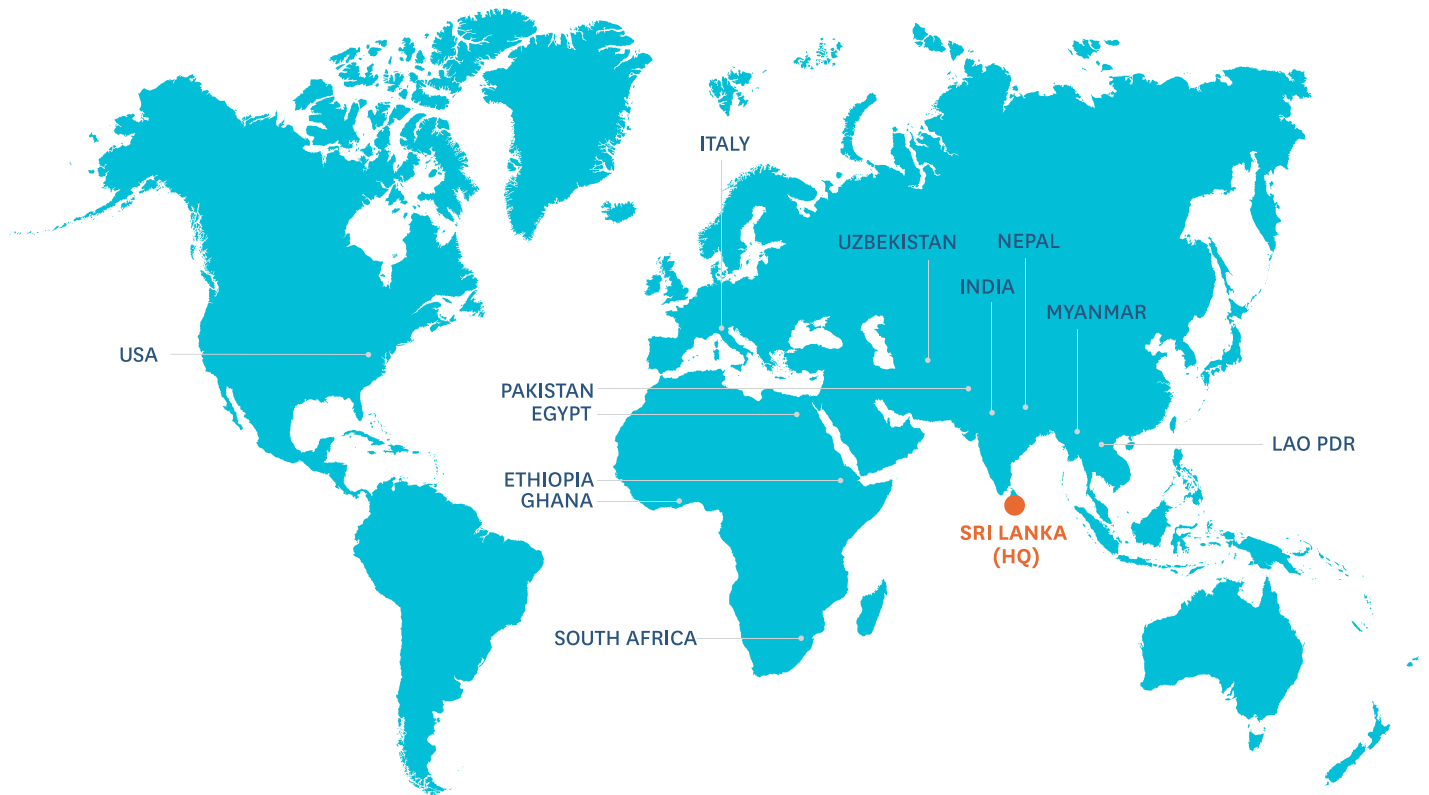 ITALY
UZBEKISTAN
NEPAL
INDIA
MYANMAR
USA
PAKISTAN
EGYPT
LAO PDR
ETHIOPIA
GHANA
SRI LANKA
(HQ)
SOUTH AFRICA